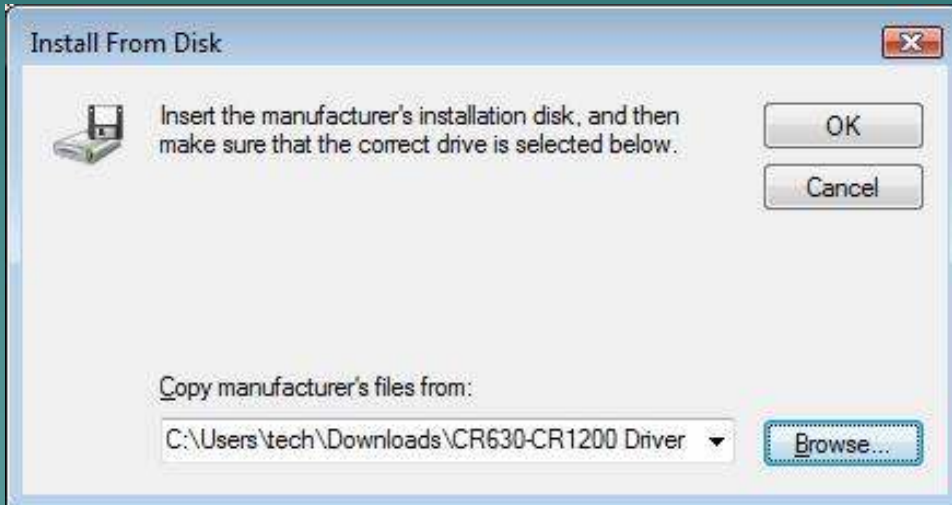 Install From Disk
Insert the manufacturer's installation disk, and then
make sure that the correct drive is selected below.
OK
Cancel
Copy manufacturer's files from:
C:\Users\tech\Downloads\CR630-CR1200 Driver
Browse...